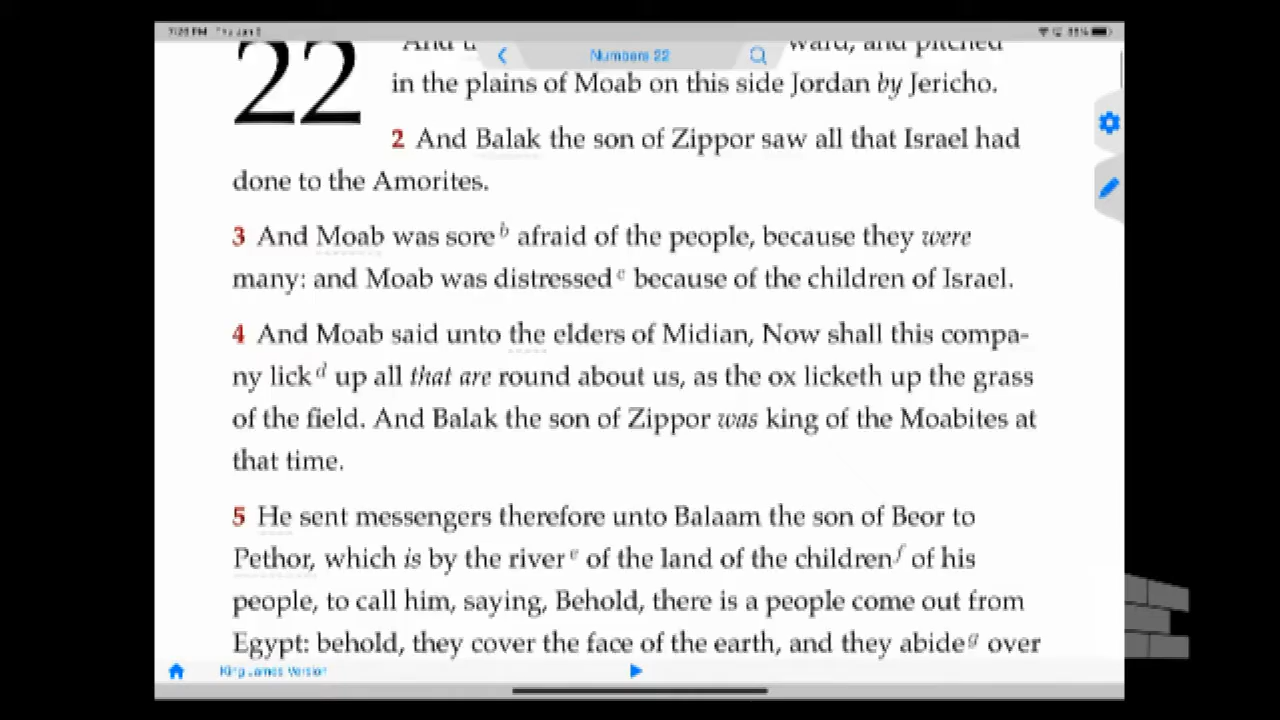 Numbers 22
22
ward, and pitched
in the plains of Moab on this side Jordan by Jericho.
2 And Balak the son of Zippor saw all that Israel had
done to the Amorites.
3 And Moab was sore b afraid of the people, because they were
many: and Moab was distressed c because of the children of Israel.
4 And Moab said unto the elders of Midian, Now shall this compa-
ny lick d up all that are round about us, as the ox licketh up the grass
of the field. And Balak the son of Zippor was king of the Moabites at
that time.
5 He sent messengers therefore unto Balaam the son of Beor to
Pethor, which is by the river e of the land of the children f of his
people, to call him, saying, Behold, there is a people come out from
Egypt: behold, they cover the face of the earth, and they abide g over
King James Version